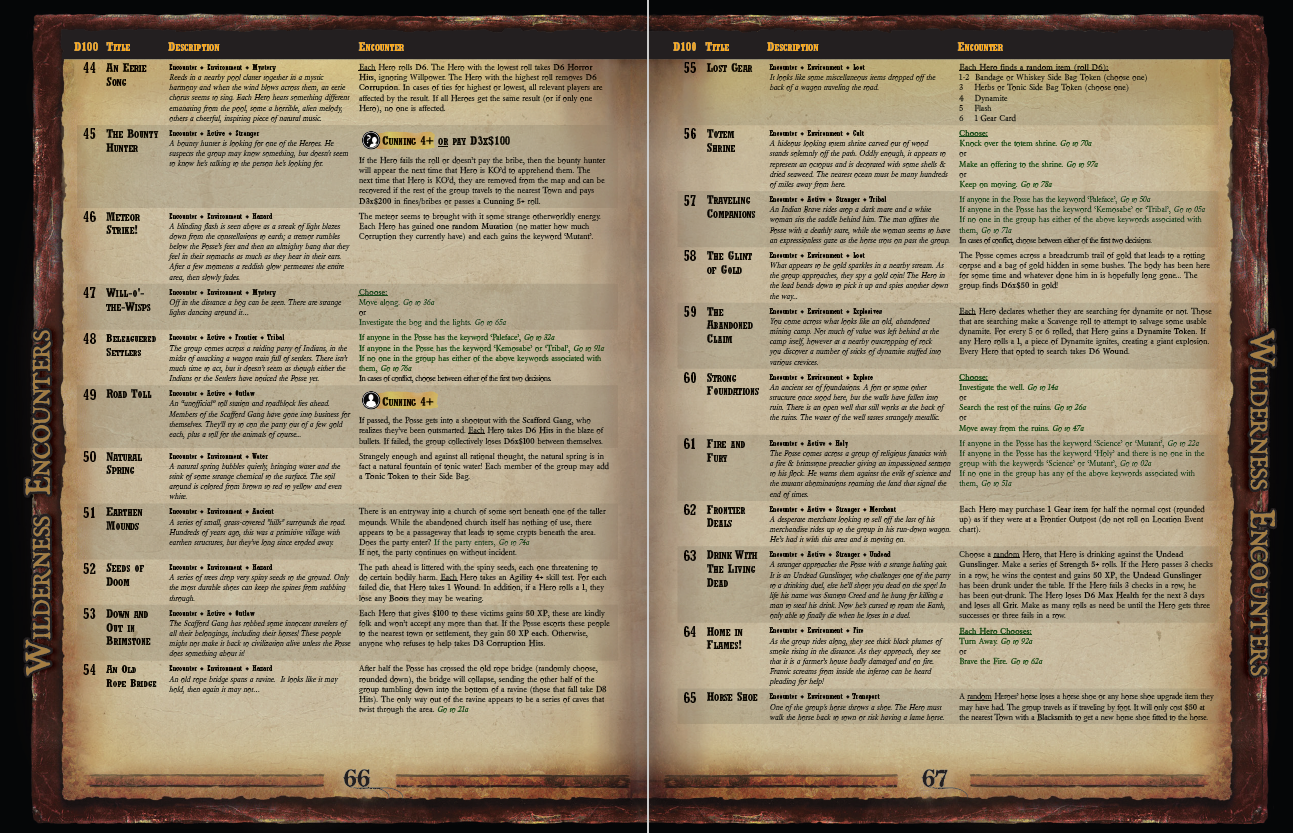 D100 Title Description Encounter
44 An Eerie Song
Encounter • Environment • Mystery
Reeds in a nearby pool claser together in a mystic
harmony and when the wind blows across them, an eerie
chorus seems to sing. Each Hero hears something different
emanating from the pool, some a horrible, alien melody,
others a cheerful, inspiring piece of natural music.
Each Hero rolls D6. The Hero with the lowest roll takes D6 Horror
Hits, ignoring Willpower. The Hero with the highest roll removes D6
Corruption. In cases of ties for highest or lowest, all relevant players are
affected by the result. If all Heroes get the same result (or if only one
Hero), no one is affected.
45 The Bounty Hunter
Encounter • Active • Stranger
A bounty hunter is looking for one of the Heroes. He
suspects the group may know something, but doesn't seem
to know he's talking to the person he's looking for.
Cunning 4+ or pay D3x$100
If the Hero fails the roll or doesn't pay the bribe, then the bounty hunter
will appear the next time that Hero is KO'd to apprehend them. The
next time that Hero is KO'd, they are removed from the map and can be
recovered if the rest of the group travels to the nearest Town and pays
D3x$200 in fines/bribes or passes a Cunning 5+ roll.
46 Meteor Strike!
Encounter • Environment • Hazard
A blinding flash is seen above as a streak of light blazes
down from the constellations to earth; a tremor rumbles
below the Posse's feet and then an almighty bang that they
feel in their stomachs as much as they hear in their ears.
After a few moments a reddish glow permeates the entire
area, then slowly fades.
The meteor seems to brought with it some strange otherworldly energy.
Each Hero has gained one random Mutation (no matter how much
Corruption they currently have) and each gains the keyword 'Mutant'.
47 Will-o'-the-Wisps
Encounter • Environment • Mystery
Off in the distance a bog can be seen. There are strange
lights dancing around it...
Choose:
Move along. Go to 36a
or
Investigate the bog and the lights. Go to 65a
48 Beleaguered Settlers
Encounter • Active • Frontier • Tribal
The group comes across a raiding party of Indians, in the
midst of attacking a wagon train full of settlers. There isn't
much time to act, but it doesn't seem as though either the
Indians or the Settlers have noticed the Posse yet.
If anyone in the Posse has the keyword 'Paleface', Go to 32a
If anyone in the Posse has the keyword 'Kemosabe' or 'Tribal', Go to 91a
If no one in the group has either of the above keywords associated with
them, Go to 76a
In cases of conflict, choose between either of the first two decisions.
49 Road Toll
Encounter • Active • Outlaw
An "unofficial" toll station and roadblock lies ahead.
Members of the Scafford Gang have gone into business for
themselves. They'll try to con the party out of a few gold
each, plus a toll for the animals of course...
Cunning 4+
If passed, the Posse gets into a shootout with the Scafford Gang, who
realizes they've been outsmarted. Each Hero takes D6 Hits in the blaze of
bullets. If failed, the group collectively loses D6x$100 between themselves.
50 Natural Spring
Encounter • Environment • Water
A natural spring bubbles quietly, bringing water and the
stink of some strange chemical to the surface. The soil
around is colored from brown to red to yellow and even
white.
Strangely enough and against all rational thought, the natural spring is in
fact a natural fountain of tonic water! Each member of the group may add
a Tonic Token to their Side Bag.
51 Earthen Mounds
Encounter • Environment • Ancient
A series of small, grass-covered "hills" surrounds the road.
Hundreds of years ago, this was a primitive village with
earthen structures, but they've long since eroded away.
There is an entryway into a church of some sort beneath one of the taller
mounds. While the abandoned church itself has nothing of use, there
appears to be a passageway that leads to some crypts beneath the area.
Does the party enter? If the party enters, Go to 74a
If not, the party continues on without incident.
52 Seeds of Doom
Encounter • Environment • Hazard
A series of trees drop very spiny seeds to the ground. Only
the most durable shoes can keep the spines from stabbing
through.
The path ahead is littered with the spiny seeds, each one threatening to
do certain bodily harm. Each Hero takes an Agility 4+ skill test. For each
failed die, that Hero takes 1 Wound. In addition, if a Hero rolls a 1, they
lose any Boots they may be wearing.
53 Down and Out in Brimstone
Encounter • Active • Outlaw
The Scafford Gang has robbed some innocent travelers of
all their belongings, including their horses! These people
might not make it back to civilization alive unless the Posse
does something about it!
Each Hero that gives $100 to these victims gains 50 XP, these are kindly
folk and won't accept any more than that. If the Posse escorts these people
to the nearest town or settlement, they gain 50 XP each. Otherwise,
anyone who refuses to help takes D3 Corruption Hits.
54 An Old Rope Bridge
Encounter • Environment • Hazard
An old rope bridge spans a ravine. It looks like it may
hold, then again it may not...
After half the Posse has crossed the old rope bridge (randomly choose,
rounded down), the bridge will collapse, sending the other half of the
group tumbling down into the bottom of a ravine (those that fall take D8
Hits). The only way out of the ravine appears to be a series of caves that
twist through the area. Go to 21a
66
Wilderness Encounters
D100 Title Description Encounter
55 Lost Gear
Encounter • Environment • Lost
It looks like some miscellaneous items dropped off the
back of a wagon traveling the road.
Each Hero finds a random item (roll D6):
1-2 Bandage or Whiskey Side Bag Token (choose one)
3 Herbs or Tonic Side Bag Token (choose one)
4 Dynamite
5 Flash
6 1 Gear Card
56 Totem Shrine
Encounter • Environment • Cult
A hideous looking totem shrine carved out of wood
stands solemnly off the path. Oddly enough, it appears to
represent an octopus and is decorated with some shells &
dried seaweed. The nearest ocean must be many hundreds
of miles away from here.
Choose:
Knock over the totem shrine. Go to 70a
or
Make an offering to the shrine. Go to 97a
or
Keep on moving. Go to 78a
57 Traveling Companions
Encounter • Active • Stranger • Tribal
An Indian Brave rides atop a dark mare and a white
woman sits the saddle behind him. The man affixes the
Posse with a deathly stare, while the woman seems to have
an expressionless gaze as the horse trots on past the group.
If anyone in the Posse has the keyword 'Paleface', Go to 50a
If anyone in the Posse has the keyword 'Kemosabe' or 'Tribal', Go to 05a
If no one in the group has either of the above keywords associated with
them, Go to 71a
In cases of conflict, choose between either of the first two decisions.
58 The Glint of Gold
Encounter • Environment • Lost
What appears to be gold sparkles in a nearby stream. As
the group approaches, they spy a gold coin! The Hero in
the lead bends down to pick it up and spies another down
the way..
The Posse comes across a breadcrumb trail of gold that leads to a rotting
corpse and a bag of gold hidden in some bushes. The body has been here
for some time and whatever done him in is hopefully long gone... The
group finds D6x$50 in gold!
59 The Abandoned Claim
Encounter • Environment • Explosives
You come across what looks like an old, abandoned
mining camp. Not much of value was left behind at the
camp itself, however at a nearby outcropping of rock
you discover a number of sticks of dynamite stuffed into
various crevices.
Each Hero declares whether they are searching for dynamite or not. Those
that are searching make a Scavenge roll to attempt to salvage some usable
dynamite. For every 5 or 6 rolled, that Hero gains a Dynamite Token. If
any Hero rolls a 1, a piece of Dynamite ignites, creating a giant explosion.
Every Hero that opted to search takes D6 Wound.
60 Strong Foundations
Encounter • Environment • Explore
An ancient set of foundations. A fort or some other
structure once stood here, but the walls have fallen into
ruin. There is an open well that still works at the back of
the ruins. The water of the well tastes strangely metallic.
Choose:
Investigate the well. Go to 14a
or
Search the rest of the ruins. Go to 26a
or
Move away from the ruins. Go to 47a
61 Fire and Fury
Encounter • Active • Holy
The Posse comes across a group of religious fanatics with
a fire & brimstone preacher giving an impassioned sermon
to his flock. He warns them against the evils of science and
the mutant abominations roaming the land that signal the
end of times.
If anyone in the Posse has the keyword 'Science' or 'Mutant', Go to 22a
If anyone in the Posse has the keyword 'Holy' and there is no one in the
group with the keywords 'Science' or 'Mutant', Go to 02a
If no one in the group has any of the above keywords associated with
them, Go to 51a
62 Frontier Deals
Encounter • Active • Stranger • Merchant
A desperate merchant looking to sell off the last of his
merchandise rides up to the group in his run-down wagon.
He's had it with this area and is moving on.
Each Hero may purchase 1 Gear item for half the normal cost (rounded
up) as if they were at a Frontier Outpost (do not roll on Location Event
chart).
63 Drink With The Living Dead
Encounter • Active • Stranger • Undead
A stranger approaches the Posse with a strange halting gait.
It is an Undead Gunslinger, who challenges one of the party
to a drinking duel, else he'll shoot you dead on the spot! In
life his name was Stanyo Creed and he hung for killing a
man to steal his drink. Now he's cursed to roam the Earth,
only able to finally die when he loses in a duel.
Choose a random Hero, that Hero is drinking against the Undead
Gunslinger. Make a series of Strength 5+ rolls. If the Hero passes 3 checks
in a row, he wins the contest and gains 50 XP, the Undead Gunslinger
has been drunk under the table. If the Hero fails 3 checks in a row, he
has been out-drunk. The Hero loses D6 Max Health for the next 3 days
and loses all Grit. Make as many rolls as need be until the Hero gets three
successes or three fails in a row.
64 Home in Flames!
Encounter • Environment • Fire
As the group rides along, they see thick black plumes of
smoke rising in the distance. As they approach, they see
that it is a farmer's house badly damaged and on fire.
Frantic screams from inside the inferno can be heard
pleading for help!
Each Hero Chooses:
Turn Away. Go to 92a
or
Brave the Fire. Go to 62a
65 Horse Shoe
Encounter • Environment • Transport
One of the group's horse throws a shoe. The Hero must
walk the horse back to town or risk having a lame horse.
A random Heroes' horse loses a horse shoe or any horse shoe upgrade item they
may have had. The group travels as if traveling by foot. It will only cost $50 at
the nearest Town with a Blacksmith to get a new horse shoe fitted to the horse.
67
Wilderness Encounters